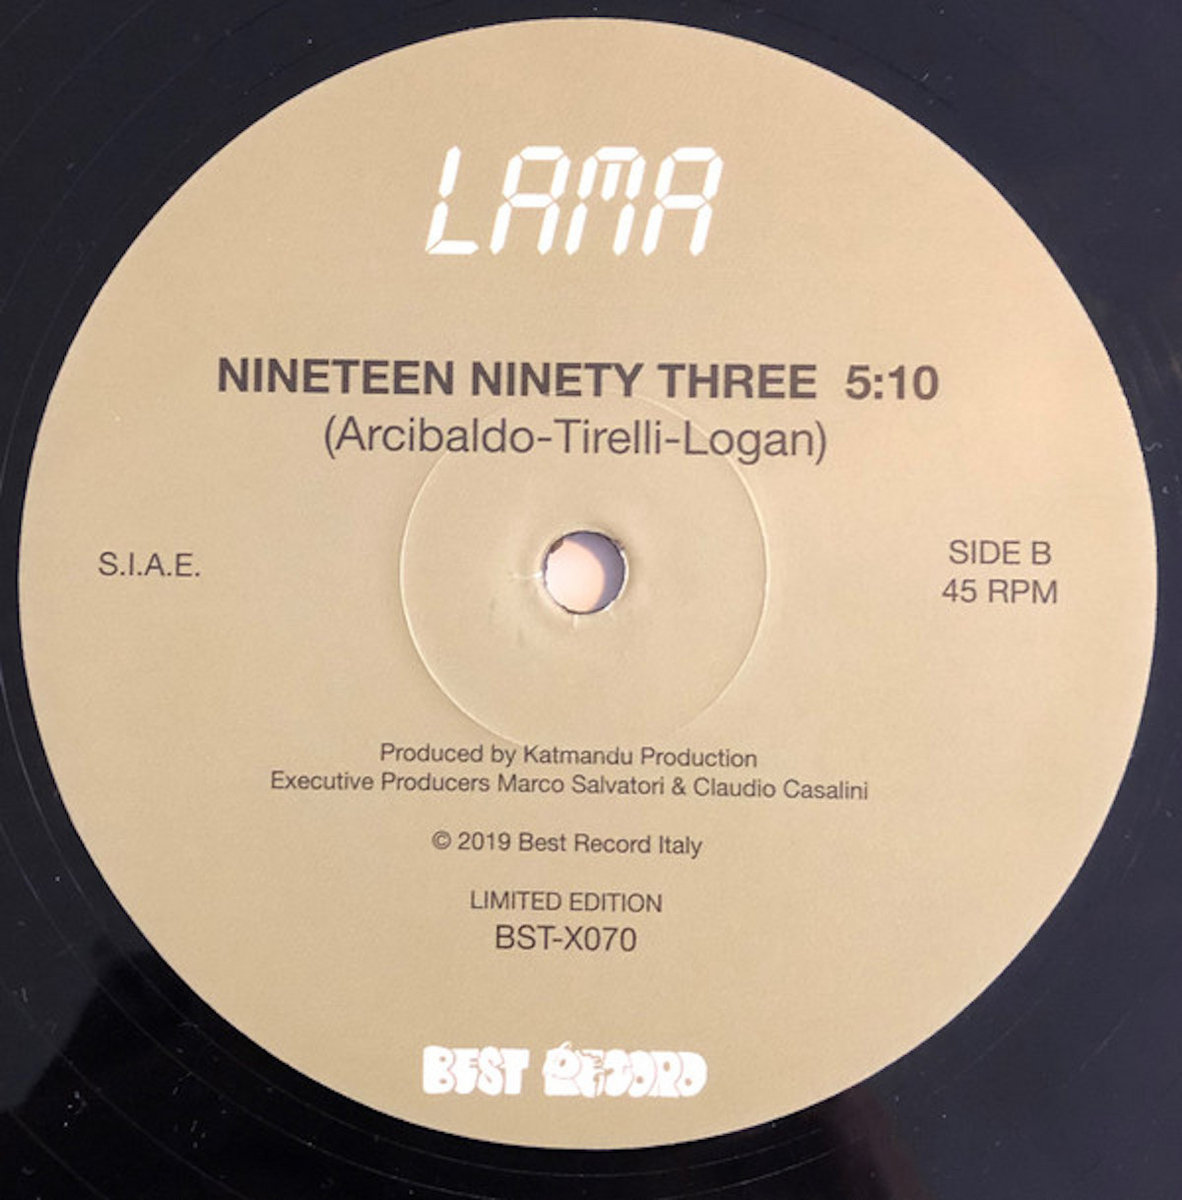 LAMA
NINETEEN NINETY THREE 5:10
(Arcibaldo-Tirelli-Logan)
S.I.A.E.
SIDE B
45 RPM
Produced by Katmandu Production
Executive Producers Marco Salvatori & Claudio Casalini
© 2019 Best Record Italy
LIMITED EDITION
BST-X070
BEST RECORD